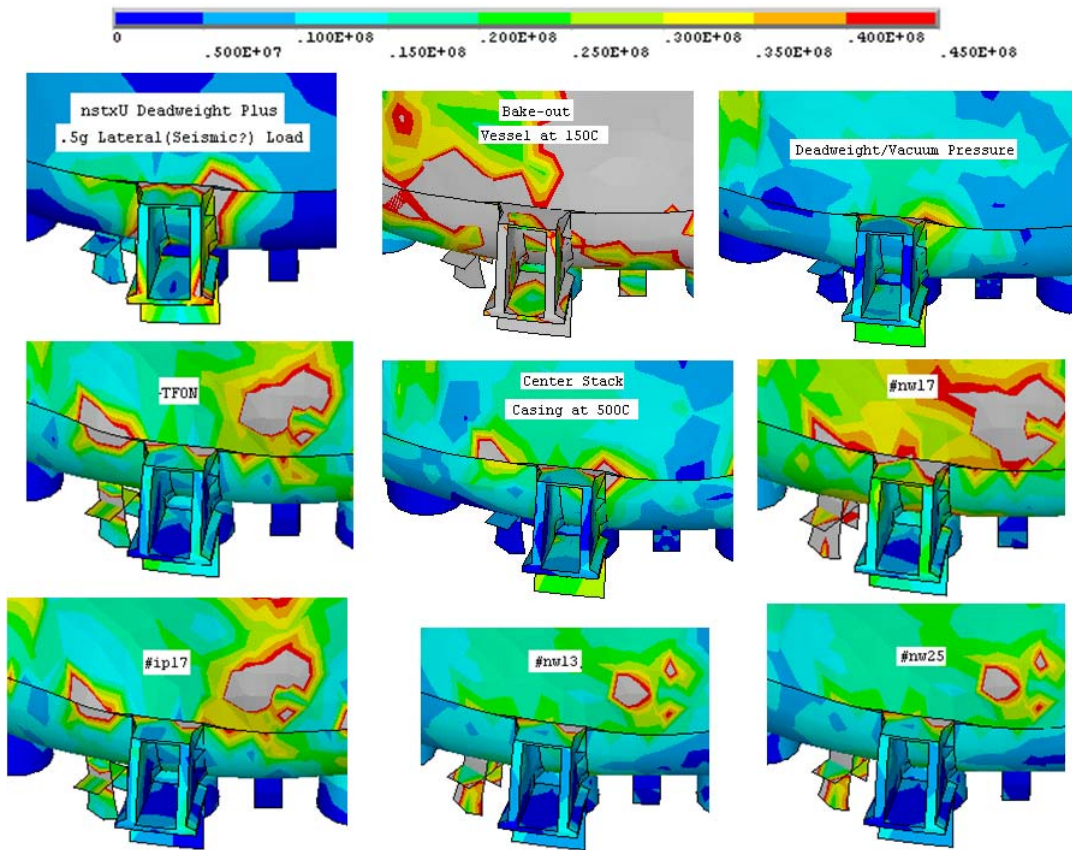 0 .100E+08 .200E+08 .300E+08 .400E+08
.500E+07 .150E+08 .250E+08 .350E+08 .450E+08
nstxU Deadweight Plus
.5g Lateral(Seismic?) Load
Bake-out
Vessel at 150C
Deadweight/Vacuum Pressure
-TFON
Center Stack
Casing at 500C
#nw17
#ip17
#nw13
#nw25